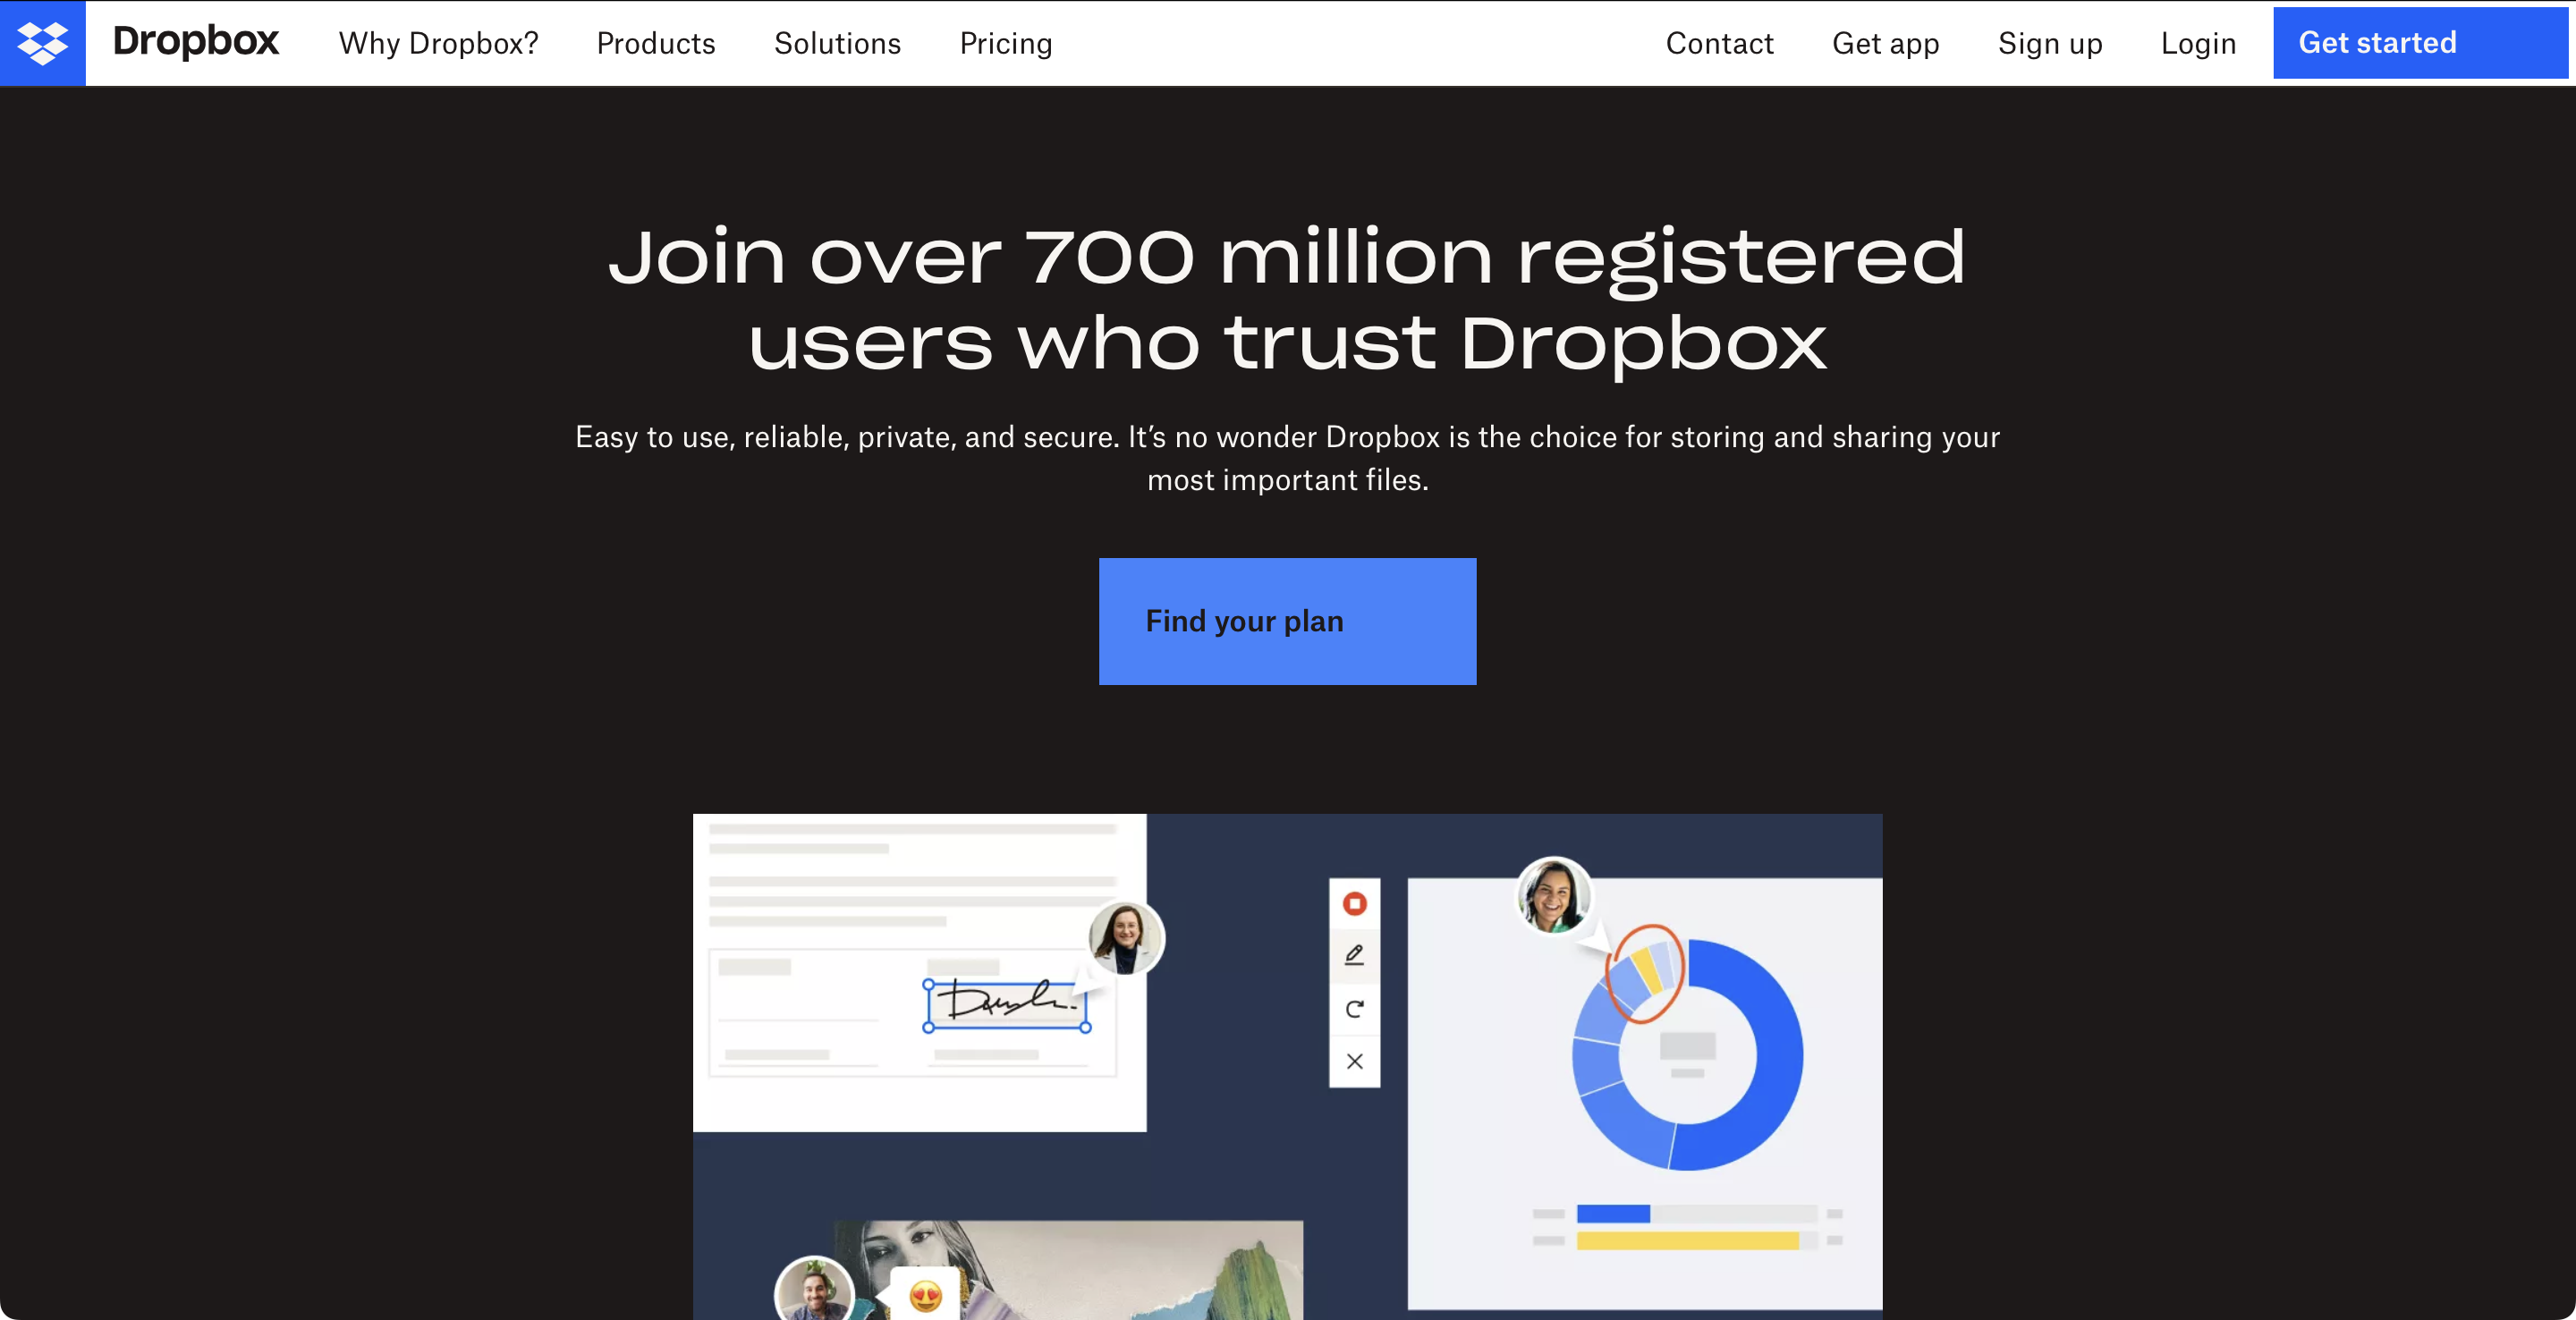 Dropbox
Why Dropbox?
Products
Solutions
Pricing
Contact
Get app
Sign up
Login
Get started
Join over 700 million registered
users who trust Dropbox
Easy to use, reliable, private, and secure. It’s no wonder Dropbox is the choice for storing and sharing your
most important files.
Find your plan